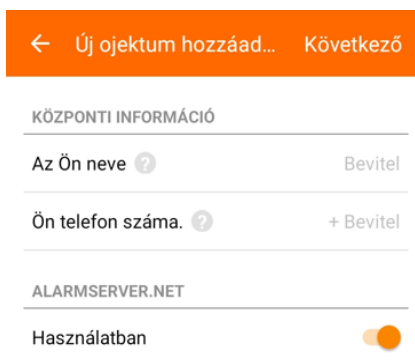 Új ojektum hozzáad... Következő
KÖZPONTI INFORMÁCIÓ
Az Ön neve ? Bevitel
Ön telefon száma. ? + Bevitel
ALARMSERVER.NET
Használatban